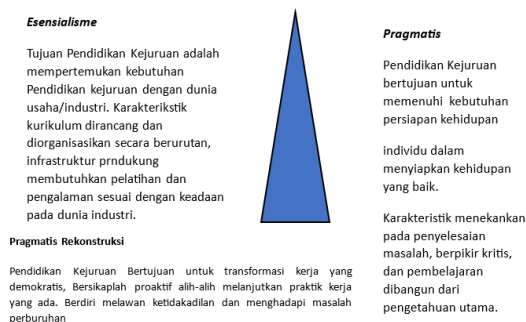 Esensialisme
Tujuan Pendidikan Kejuruan adalah
mempertemukan kebutuhan
Pendidikan kejuruan dengan dunia
usaha/industri. Karakterikstik
kurikulum dirancang dan
diorganisasikan secara berurutan,
infrastruktur prndukung
membutuhkan pelatihan dan
pengalaman sesuai dengan keadaan
pada dunia industri.
Pragmatis Rekonstruksi
Pendidikan Kejuruan Bertujuan untuk transformasi kerja yang
demokratis, Bersikaplah proaktif alih-alih melanjutkan praktik kerja
yang ada. Berdiri melawan ketidakadilan dan menghadapi masalah
perburuhan
Pragmatis
Pendidikan Kejuruan
bertujuan untuk
memenuhi kebutuhan
persiapan kehidupan
individu dalam
menyiapkan kehidupan
yang baik.
Karakteristik menekankan
pada penyelesaian
masalah, berpikir kritis,
dan pembelajaran
dibangun dari
pengetahuan utama.